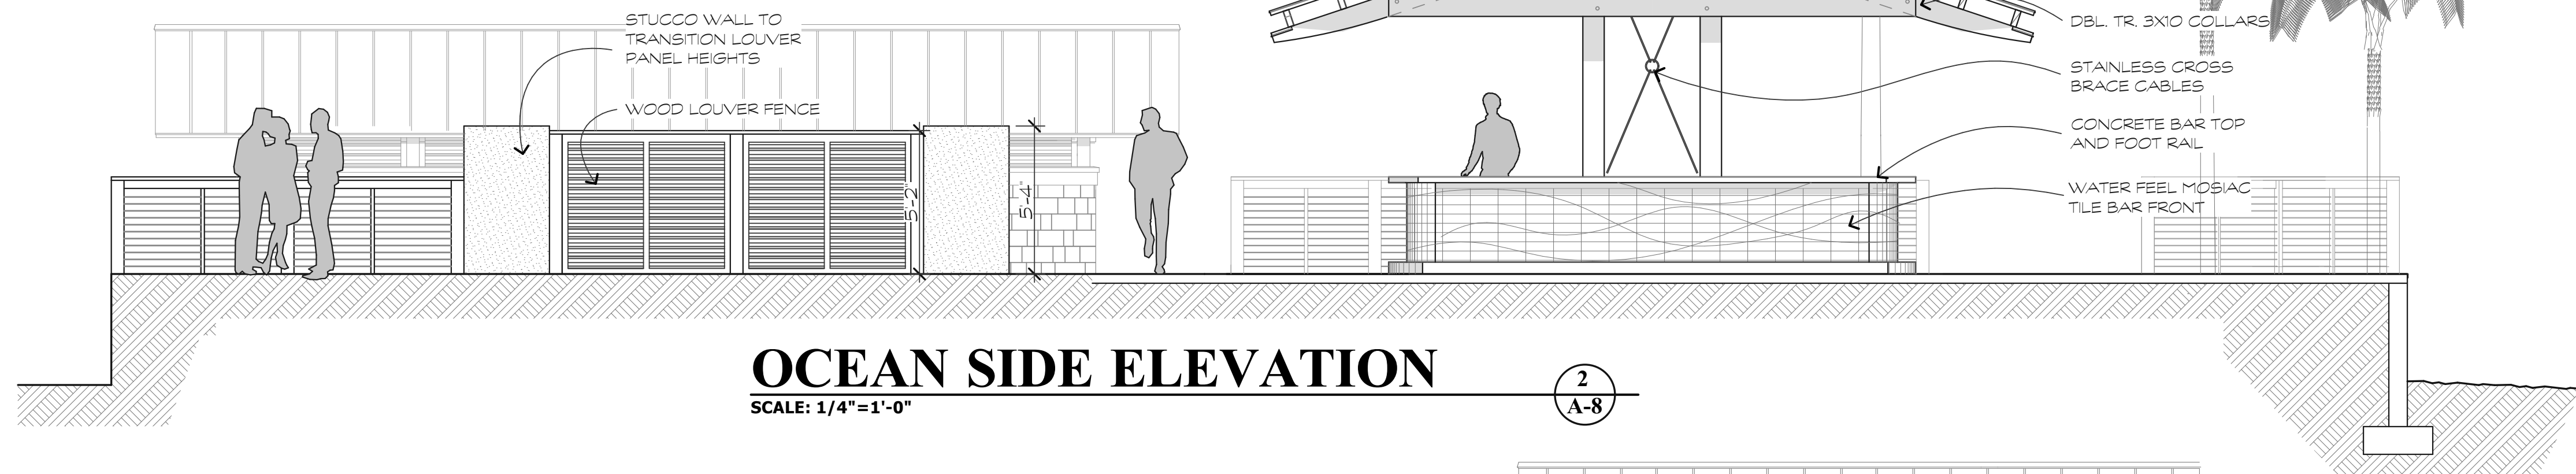 STUCCO WALL TO
TRANSITION LOUVER
PANEL HEIGHTS
WOOD LOUVER FENCE
5'-2"
5'-4"
DBL. TR. 3X10 COLLARS
STAINLESS CROSS
BRACE CABLES
CONCRETE BAR TOP
AND FOOT RAIL
WATER FEEL MOSIAC
TILE BAR FRONT
OCEAN SIDE ELEVATION
SCALE: 1/4"=1'-0"
2
A-8